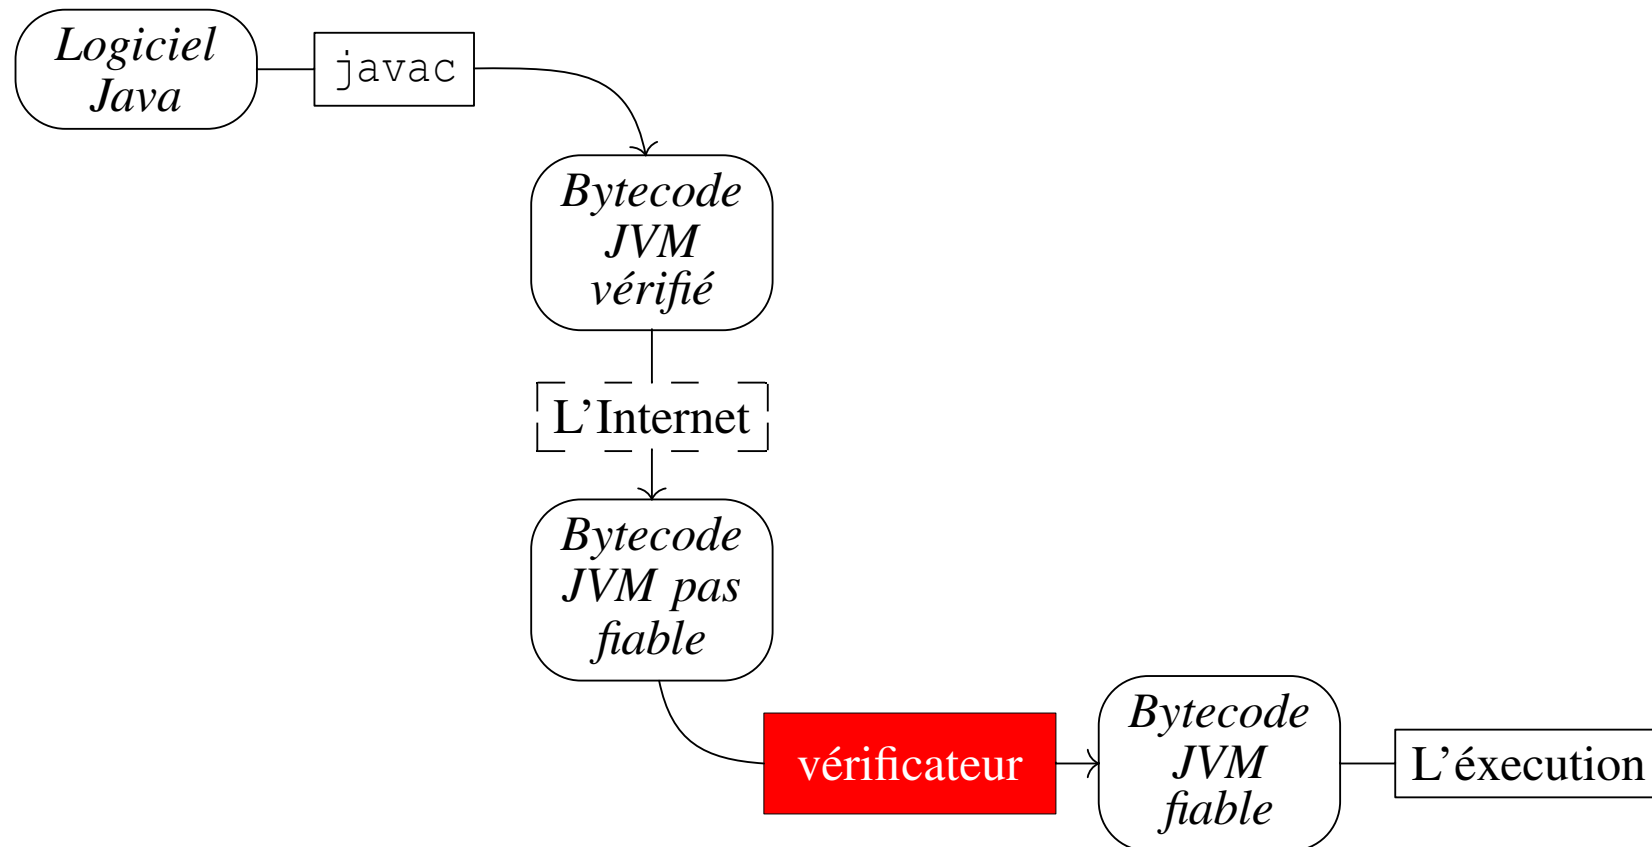 Logiciel
Java
javac
Bytecode
JVM
vérifié
L'Internet
Bytecode
JVM pas
fiable
vérificateur
Bytecode
JVM
fiable
L'éxecution